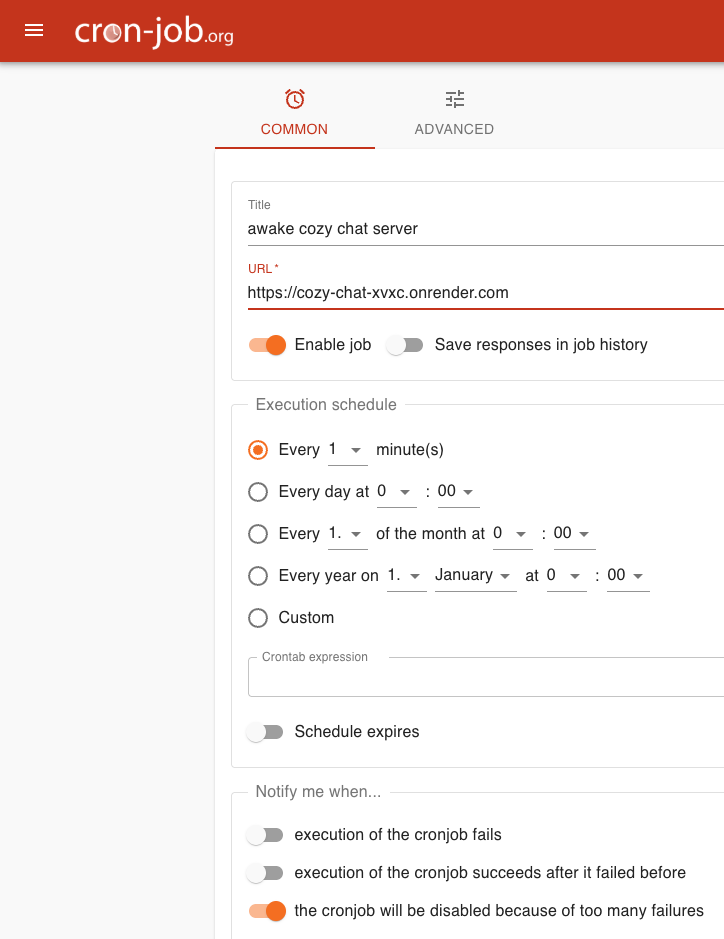 cron-job.org
COMMON ADVANCED
Title
awake cozy chat server
URL *
https://cozy-chat-xvxc.onrender.com
Enable job Save responses in job history
Execution schedule
Every 1 minute(s)
Every day at 0 : 00
Every 1. of the month at 0 : 00
Every year on 1. January at 0 : 00
Custom
Crontab expression
Schedule expires
Notify me when...
execution of the cronjob fails
execution of the cronjob succeeds after it failed before
the cronjob will be disabled because of too many failures